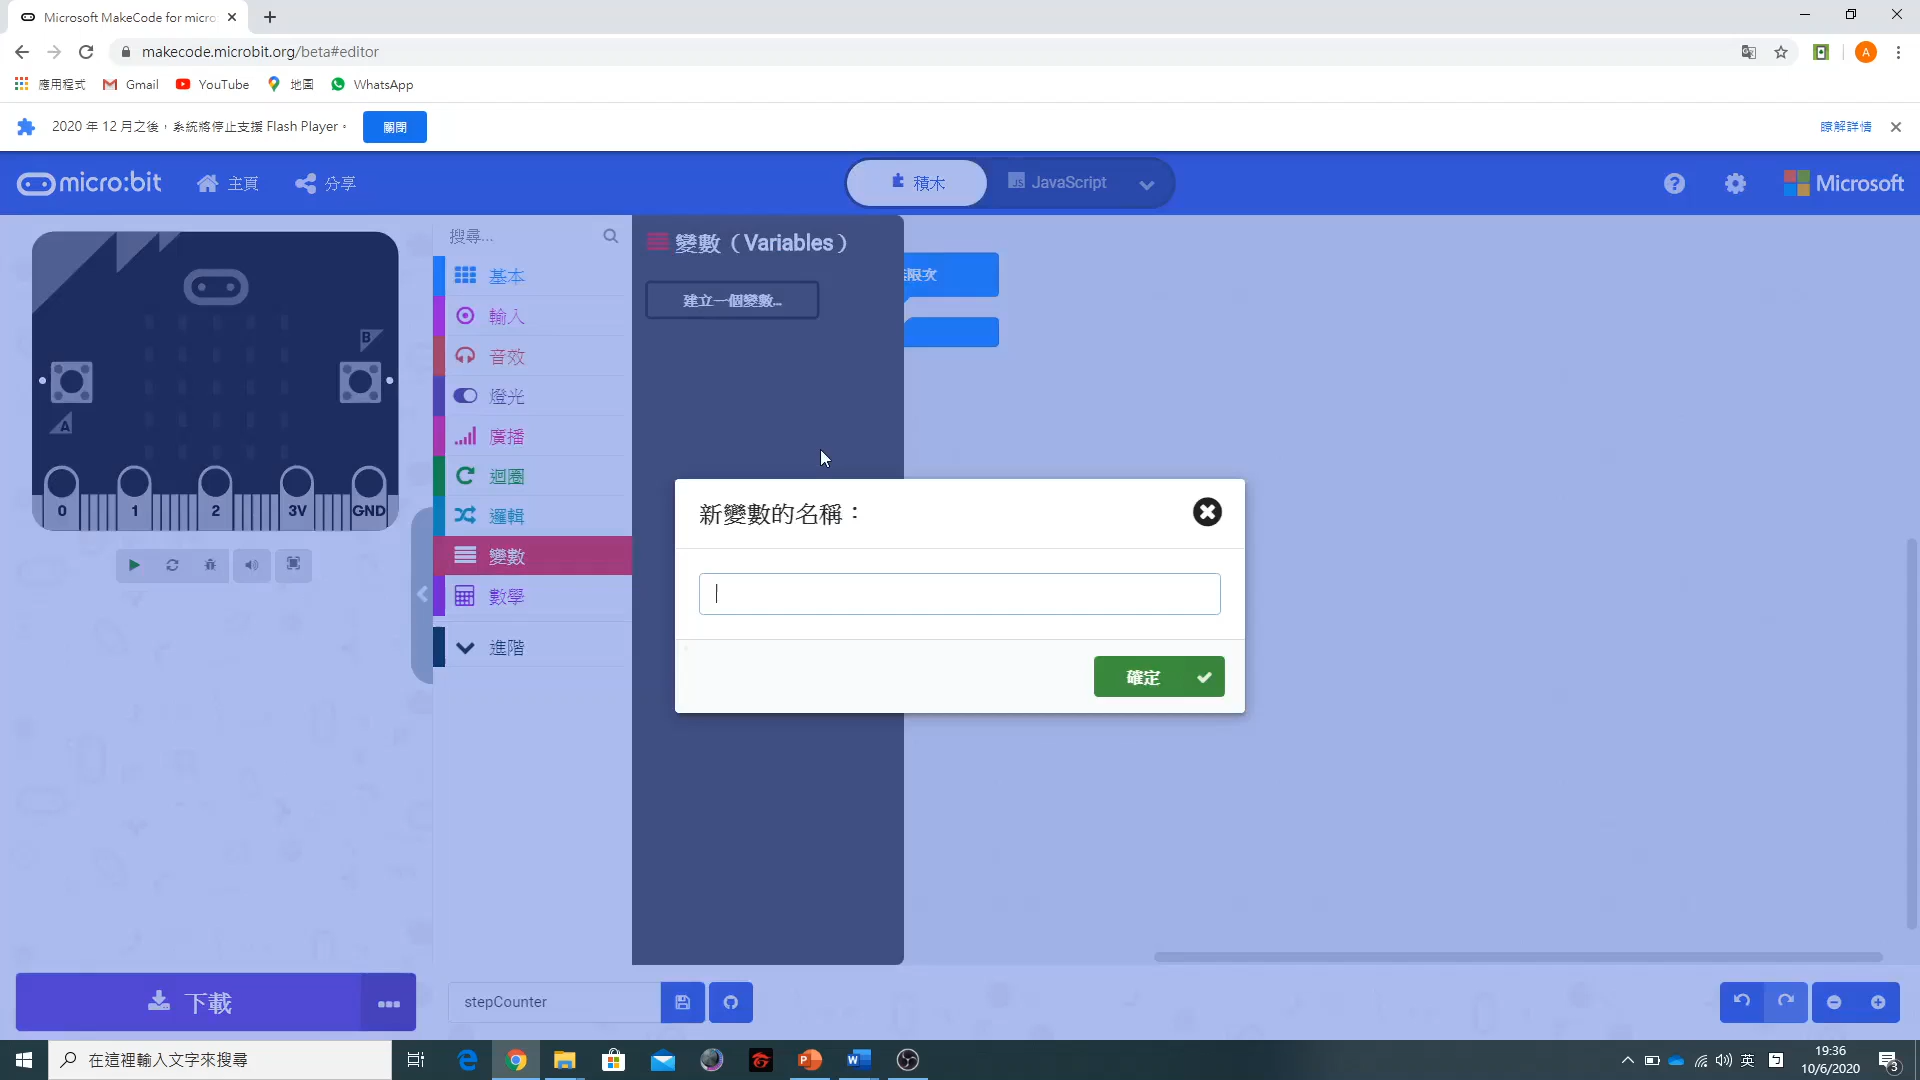 Microsoft MakeCode for micro
makecode.microbit.org/beta#editor
A
應用程式
Gmail
YouTube
地圖
WhatsApp
2020 年 12 月之後，系統將停止支援 Flash Player。
關閉
瞭解詳情
micro:bit
主頁
分享
積木
JS JavaScript
?
Microsoft
搜尋...
基本
輸入
音效
燈光
廣播
迴圈
邏輯
變數
數學
進階
變數（Variables）
建立一個變數...
限次
B
A
0
1
2
3V
GND
新變數的名稱：
確定
下載
stepCounter
在這裡輸入文字來搜尋
英
19:36
10/6/2020
3